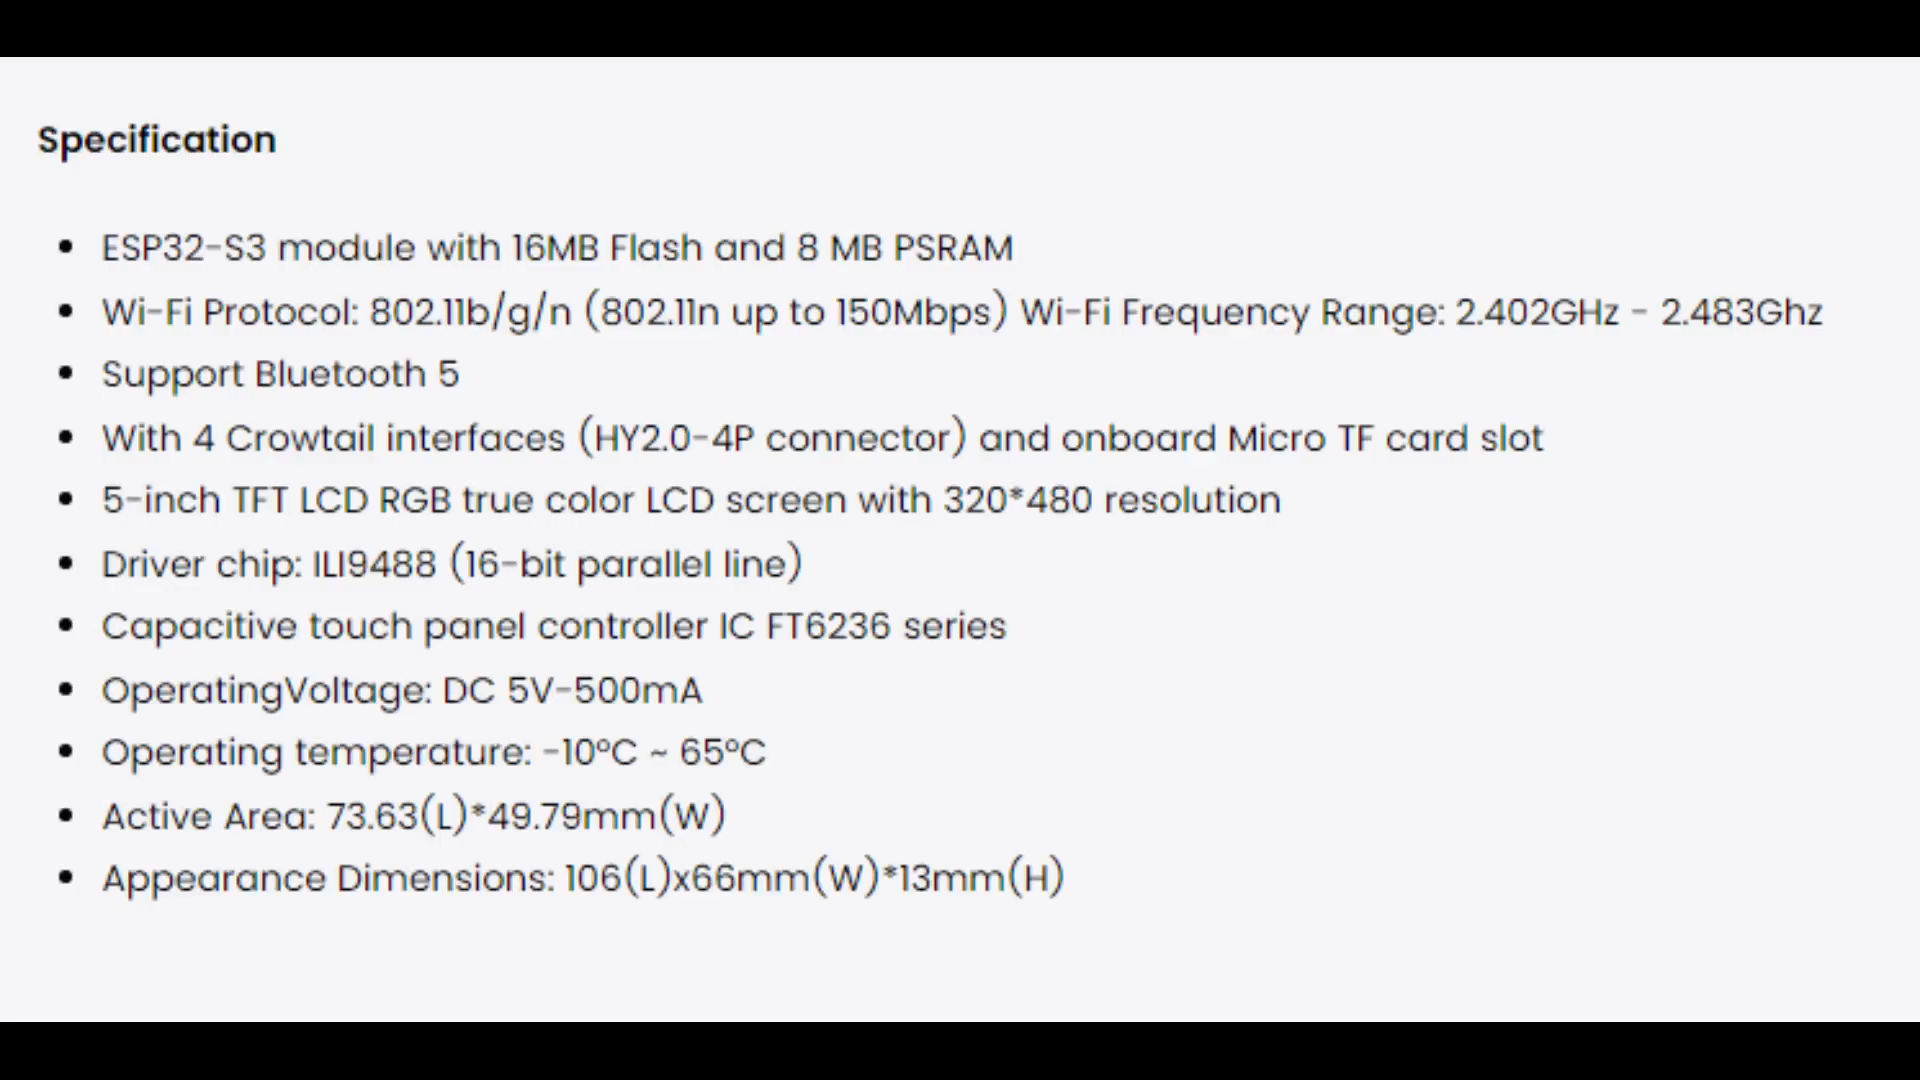 Specification
• ESP32-S3 module with 16MB Flash and 8 MB PSRAM
• Wi-Fi Protocol: 802.11b/g/n (802.11n up to 150Mbps) Wi-Fi Frequency Range: 2.402GHz - 2.483Ghz
• Support Bluetooth 5
• With 4 Crowtail interfaces (HY2.0-4P connector) and onboard Micro TF card slot
• 5-inch TFT LCD RGB true color LCD screen with 320*480 resolution
• Driver chip: ILI9488 (16-bit parallel line)
• Capacitive touch panel controller IC FT6236 series
• OperatingVoltage: DC 5V-500mA
• Operating temperature: -10°C ~ 65°C
• Active Area: 73.63(L)*49.79mm(W)
• Appearance Dimensions: 106(L)x66mm(W)*13mm(H)